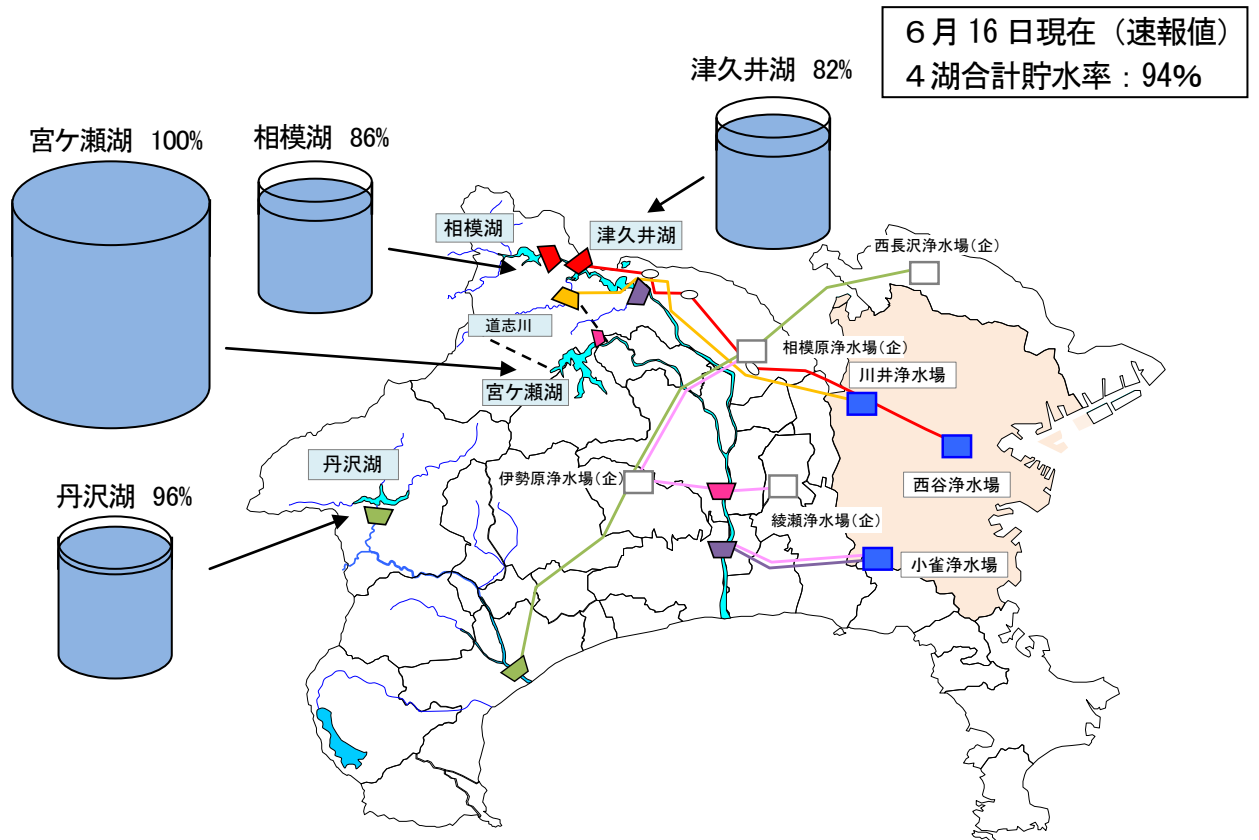 6月16日現在（速報値）
4湖合計貯水率：94%
津久井湖 82%
宮ケ瀬湖 100%
相模湖 86%
相模湖
津久井湖
西長沢浄水場(企)
道志川
相模原浄水場(企)
川井浄水場
宮ケ瀬湖
丹沢湖
伊勢原浄水場(企)
西谷浄水場
丹沢湖 96%
綾瀬浄水場(企)
小雀浄水場